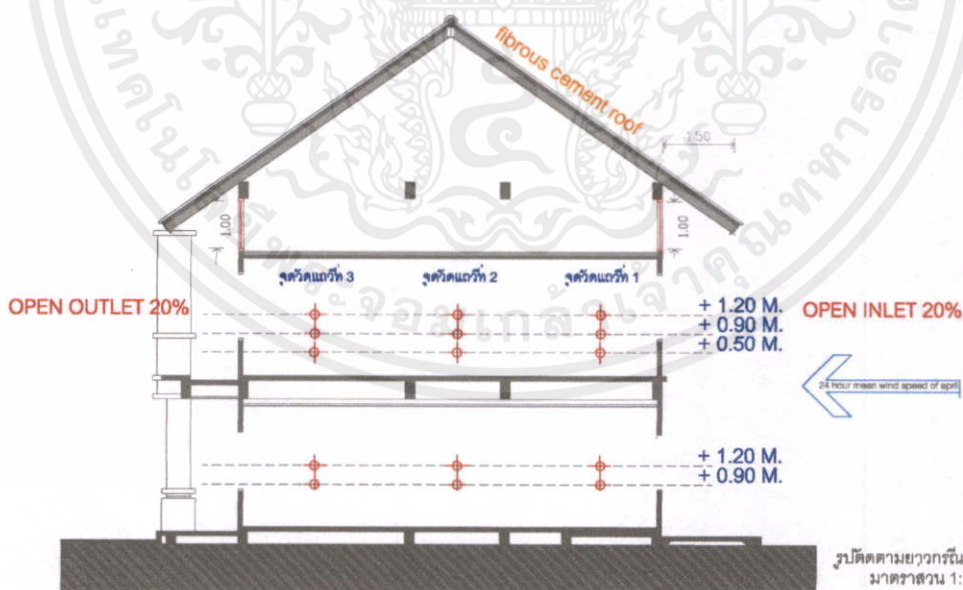 fibrous cement roof
1.50
1.00
1.00
จุดวัดแถวที่ 3
จุดวัดแถวที่ 2
จุดวัดแถวที่ 1
OPEN OUTLET 20%
+ 1.20 M.
OPEN INLET 20%
+ 0.90 M.
+ 0.50 M.
24 hour mean wind speed of april
+ 1.20 M.
+ 0.90 M.
รูปตัดตามยาวกรณี
มาตราส่วน 1: